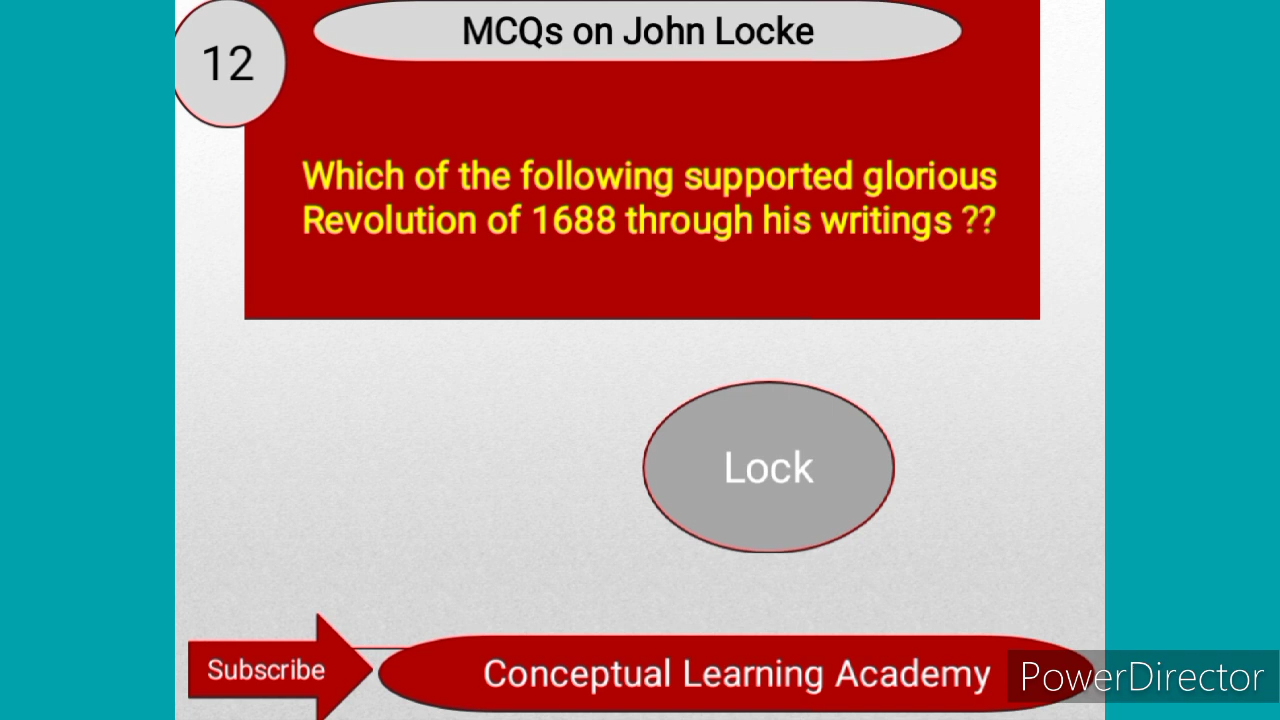 12
MCQs on John Locke
Which of the following supported glorious
Revolution of 1688 through his writings ??
Lock
Subscribe
Conceptual Learning Academy
PowerDirector